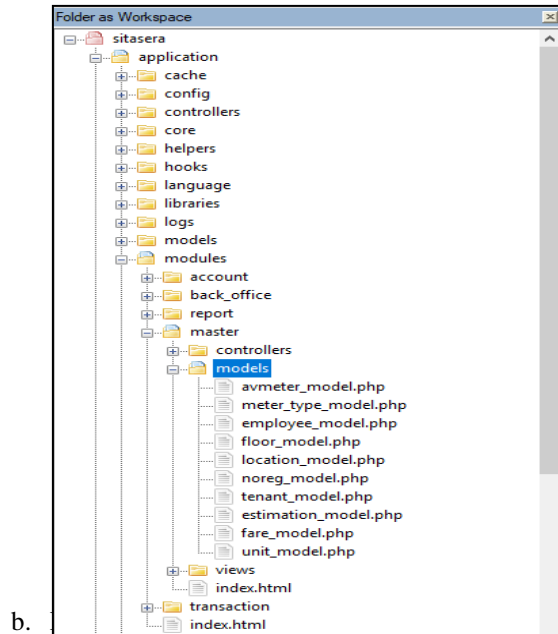 Folder as Workspace
sitasera
application
cache
config
controllers
core
helpers
hooks
language
libraries
logs
models
modules
account
back_office
report
master
controllers
models
avmeter_model.php
meter_type_model.php
employee_model.php
floor_model.php
location_model.php
noreg_model.php
tenant_model.php
estimation_model.php
fare_model.php
unit_model.php
views
index.html
transaction
index.html
b.